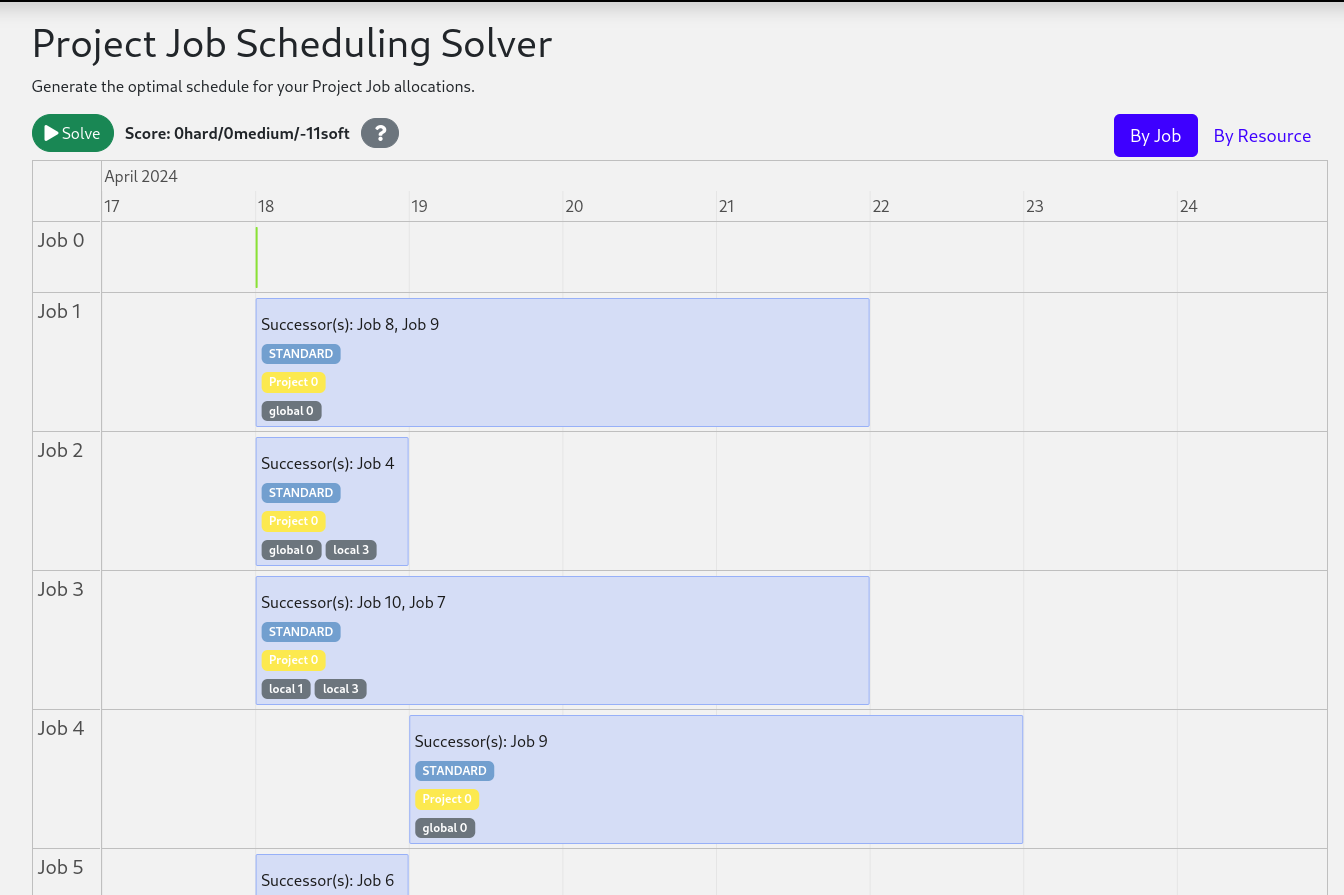 Project Job Scheduling Solver
Generate the optimal schedule for your Project Job allocations.
Solve Score: 0hard/0medium/-11soft ? By Job By Resource
April 2024
17 18 19 20 21 22 23 24
Job 0
Job 1
Successor(s): Job 8, Job 9
STANDARD
Project 0
global 0
Job 2
Successor(s): Job 4
STANDARD
Project 0
global 0 local 3
Job 3
Successor(s): Job 10, Job 7
STANDARD
Project 0
local 1 local 3
Job 4
Successor(s): Job 9
STANDARD
Project 0
global 0
Job 5
Successor(s): Job 6